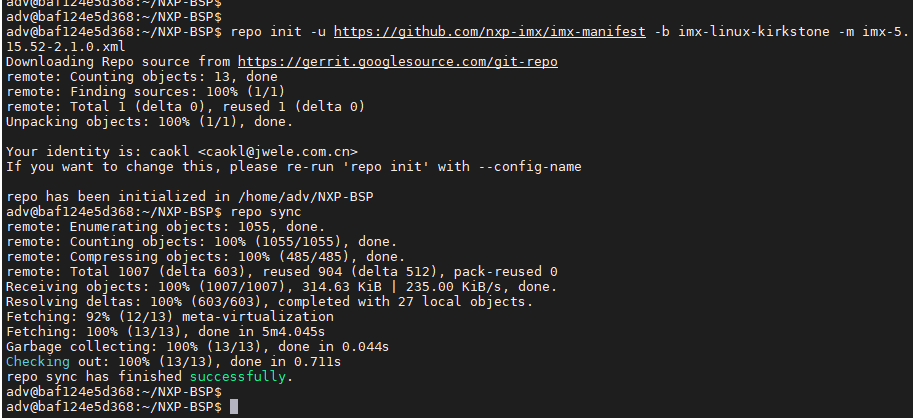 adv@baf124e5d368:~/NXP-BSP$
adv@baf124e5d368:~/NXP-BSP$
adv@baf124e5d368:~/NXP-BSP$ repo init -u https://github.com/nxp-imx/imx-manifest -b imx-linux-kirkstone -m imx-5.
15.52-2.1.0.xml
Downloading Repo source from https://gerrit.googlesource.com/git-repo
remote: Counting objects: 13, done
remote: Finding sources: 100% (1/1)
remote: Total 1 (delta 0), reused 1 (delta 0)
Unpacking objects: 100% (1/1), done.
Your identity is: caokl <caokl@jwele.com.cn>
If you want to change this, please re-run 'repo init' with --config-name
repo has been initialized in /home/adv/NXP-BSP
adv@baf124e5d368:~/NXP-BSP$ repo sync
remote: Enumerating objects: 1055, done.
remote: Counting objects: 100% (1055/1055), done.
remote: Compressing objects: 100% (485/485), done.
remote: Total 1007 (delta 603), reused 904 (delta 512), pack-reused 0
Receiving objects: 100% (1007/1007), 314.63 KiB | 235.00 KiB/s, done.
Resolving deltas: 100% (603/603), completed with 27 local objects.
Fetching: 92% (12/13) meta-virtualization
Fetching: 100% (13/13), done in 5m4.045s
Garbage collecting: 100% (13/13), done in 0.044s
Checking out: 100% (13/13), done in 0.711s
repo sync has finished successfully.
adv@baf124e5d368:~/NXP-BSP$
adv@baf124e5d368:~/NXP-BSP$